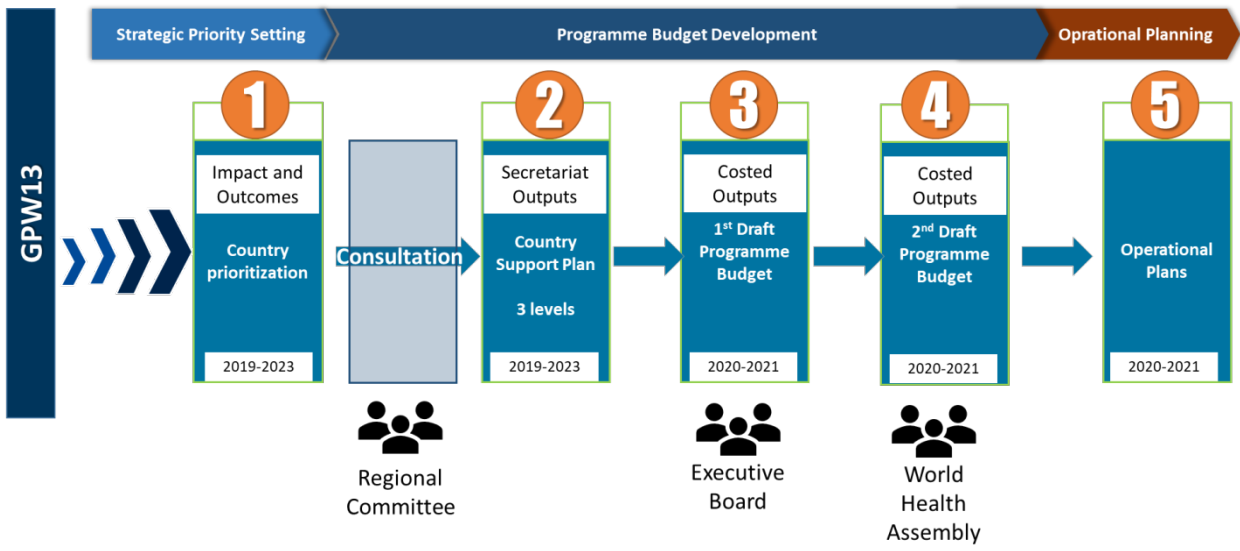 GPW13
Strategic Priority Setting
Programme Budget Development
Oprational Planning
1
Impact and
Outcomes
Country
prioritization
2019-2023
Consultation
Regional
Committee
2
Secretariat
Outputs
Country
Support Plan
3 levels
2019-2023
3
Costed
Outputs
1st Draft
Programme
Budget
2020-2021
Executive
Board
4
Costed
Outputs
2nd Draft
Programme
Budget
2020-2021
World
Health
Assembly
5
Operational
Plans
2020-2021